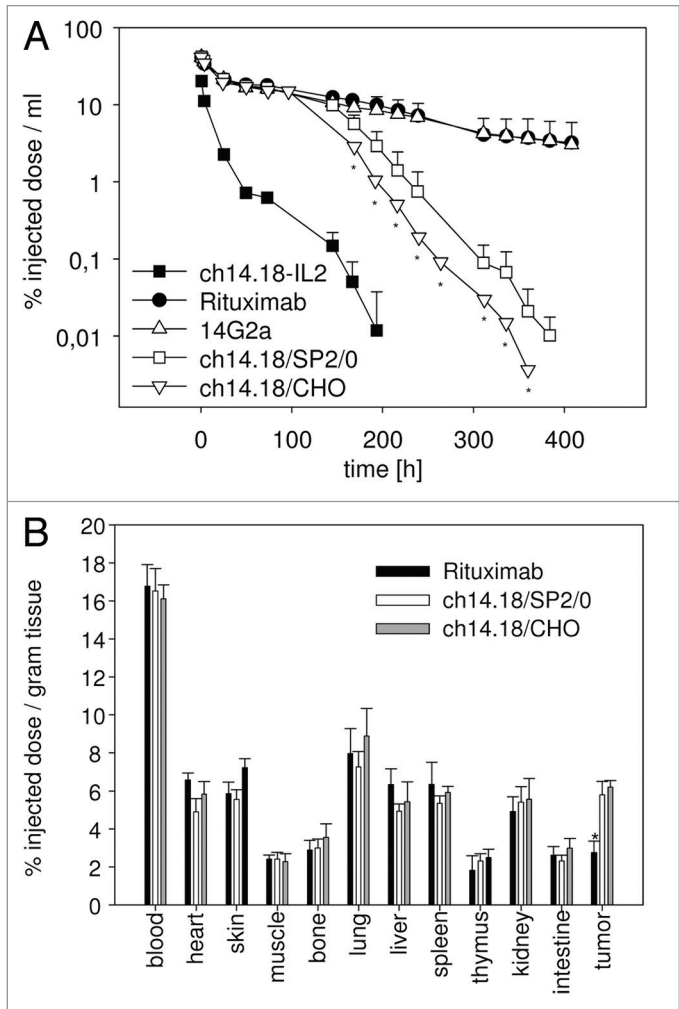 A
% injected dose / ml
100
10
1
0,1
0,01
ch14.18-IL2
Rituximab
14G2a
ch14.18/SP2/0
ch14.18/CHO
* * * * * * * *
0 100 200 300 400
time [h]
B
% injected dose / gram tissue
20
18
16
14
12
10
8
6
4
2
0
Rituximab
ch14.18/SP2/0
ch14.18/CHO
*
blood
heart
skin
muscle
bone
lung
liver
spleen
thymus
kidney
intestine
tumor